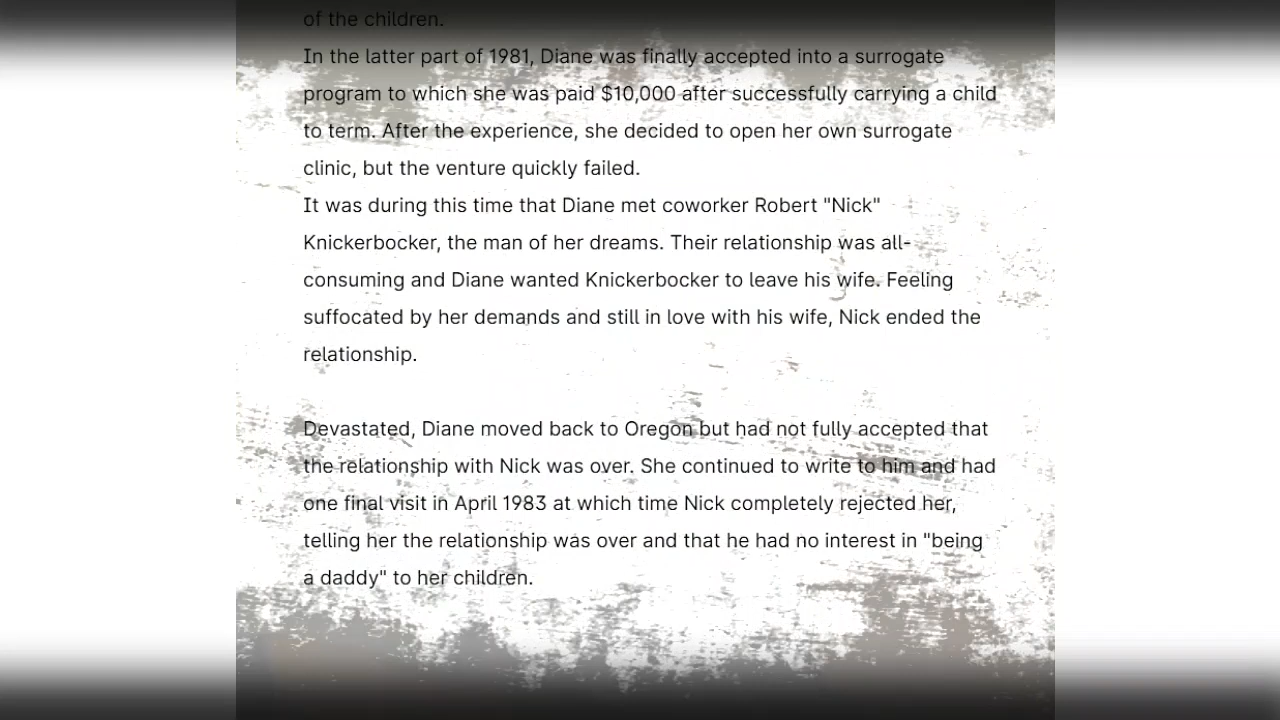 of the children.
In the latter part of 1981, Diane was finally accepted into a surrogate
program to which she was paid $10,000 after successfully carrying a child
to term. After the experience, she decided to open her own surrogate
clinic, but the venture quickly failed.
It was during this time that Diane met coworker Robert "Nick"
Knickerbocker, the man of her dreams. Their relationship was all-
consuming and Diane wanted Knickerbocker to leave his wife. Feeling
suffocated by her demands and still in love with his wife, Nick ended the
relationship.
Devastated, Diane moved back to Oregon but had not fully accepted that
the relationship with Nick was over. She continued to write to him and had
one final visit in April 1983 at which time Nick completely rejected her,
telling her the relationship was over and that he had no interest in "being
a daddy" to her children.